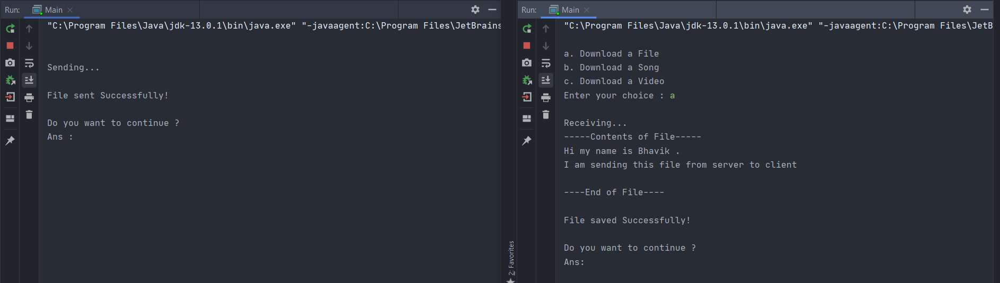 Run: Main
"C:\Program Files\Java\jdk-13.0.1\bin\java.exe" "-javaagent:C:\Program Files\JetBrains
Sending...
File sent Successfully!
Do you want to continue ?
Ans :
2: Favorites
Run: Main
"C:\Program Files\Java\jdk-13.0.1\bin\java.exe" "-javaagent:C:\Program Files\JetB
a. Download a File
b. Download a Song
c. Download a Video
Enter your choice : a
Receiving...
-----Contents of File-----
Hi my name is Bhavik .
I am sending this file from server to client
----End of File----
File saved Successfully!
Do you want to continue ?
Ans: